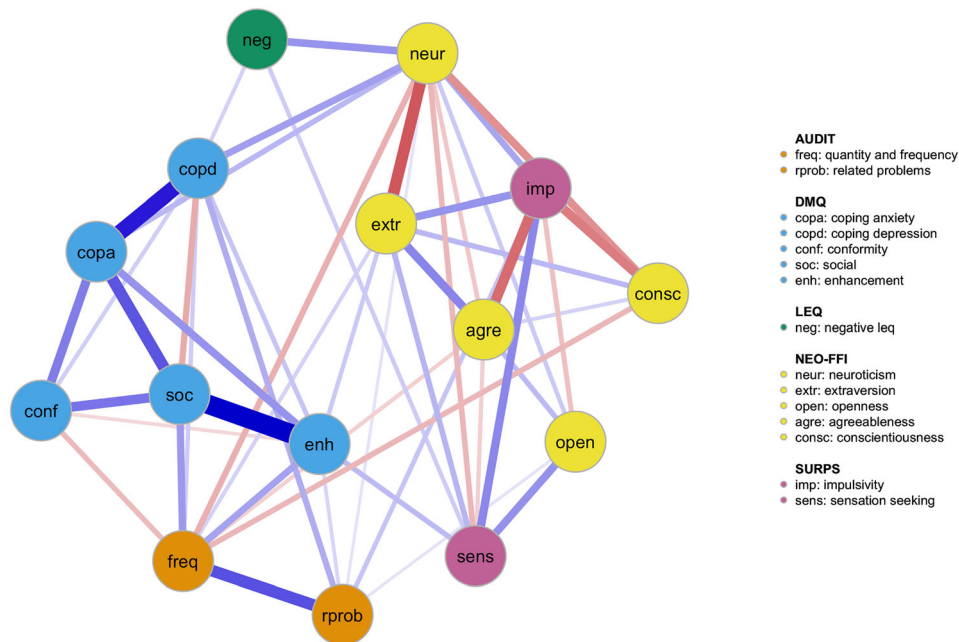 neg
neur
copd
imp
extr
copa
consc
agre
soc
conf
enh
open
freq
sens
rprob
AUDIT
freq: quantity and frequency
rprob: related problems
DMQ
copa: coping anxiety
copd: coping depression
conf: conformity
soc: social
enh: enhancement
LEQ
neg: negative leq
NEO-FFI
neur: neuroticism
extr: extraversion
open: openness
agre: agreeableness
consc: conscientiousness
SURPS
imp: impulsivity
sens: sensation seeking